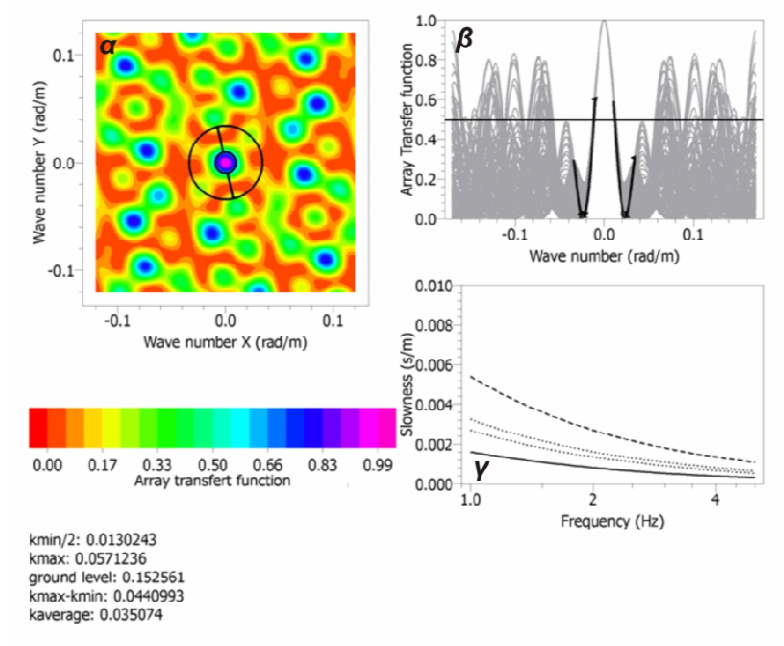 α
0.1
0.0
-0.1
Wave number Y (rad/m)
-0.1 0.0 0.1
Wave number X (rad/m)
β
1.0
0.8
0.6
0.4
0.2
0.0
Array Transfer function
-0.1 0.0 0.1
Wave number (rad/m)
0.010
0.008
0.006
0.004
0.002
0.000
Slowness (s/m)
γ
1.0 2 4
Frequency (Hz)
0.00 0.17 0.33 0.50 0.66 0.83 0.99
Array transfert function
kmin/2: 0.0130243
kmax: 0.0571236
ground level: 0.152561
kmax-kmin: 0.0440993
kaverage: 0.035074